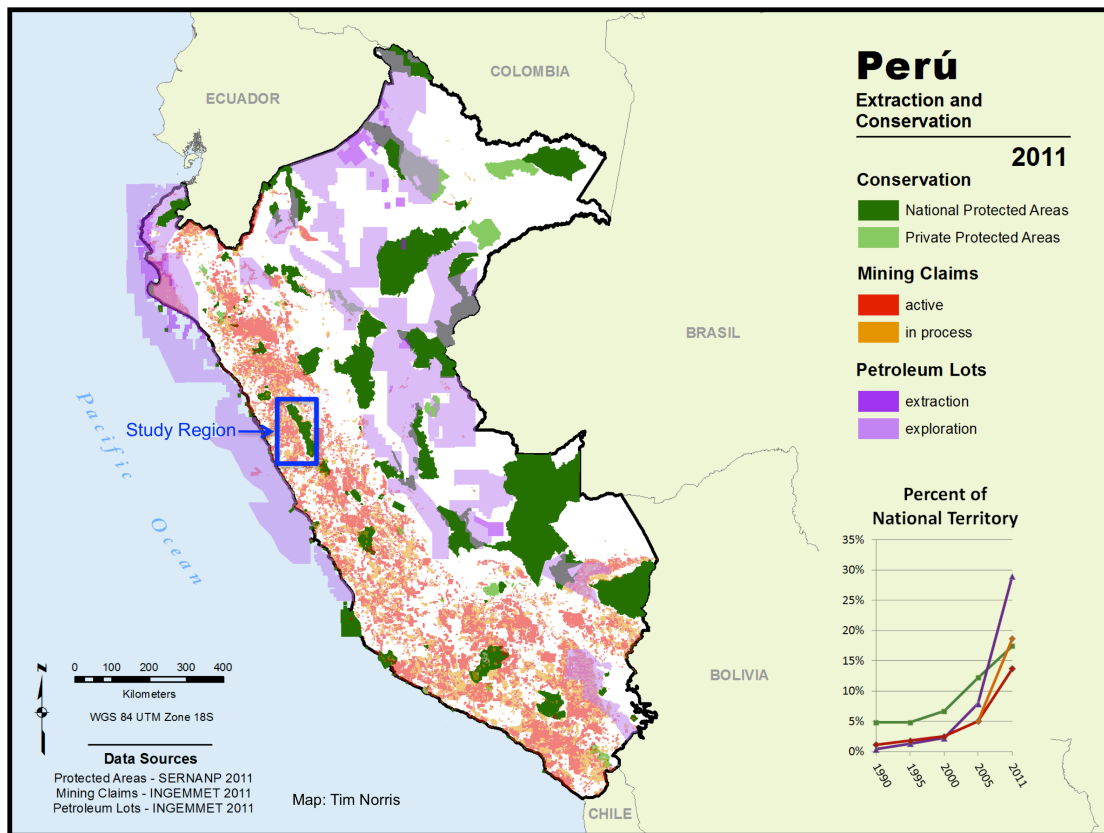 Perú
Extraction and
Conservation
2011
Conservation
National Protected Areas
Private Protected Areas
Mining Claims
active
in process
Petroleum Lots
extraction
exploration
Percent of
National Territory
35%
30%
25%
20%
15%
10%
5%
0%
1990
1995
2000
2005
2011
ECUADOR
COLOMBIA
BRASIL
BOLIVIA
CHILE
Pacific
Ocean
Study Region
N
0 100 200 300 400
Kilometers
WGS 84 UTM Zone 18S
Data Sources
Protected Areas - SERNANP 2011
Mining Claims - INGEMMET 2011
Petroleum Lots - INGEMMET 2011
Map: Tim Norris